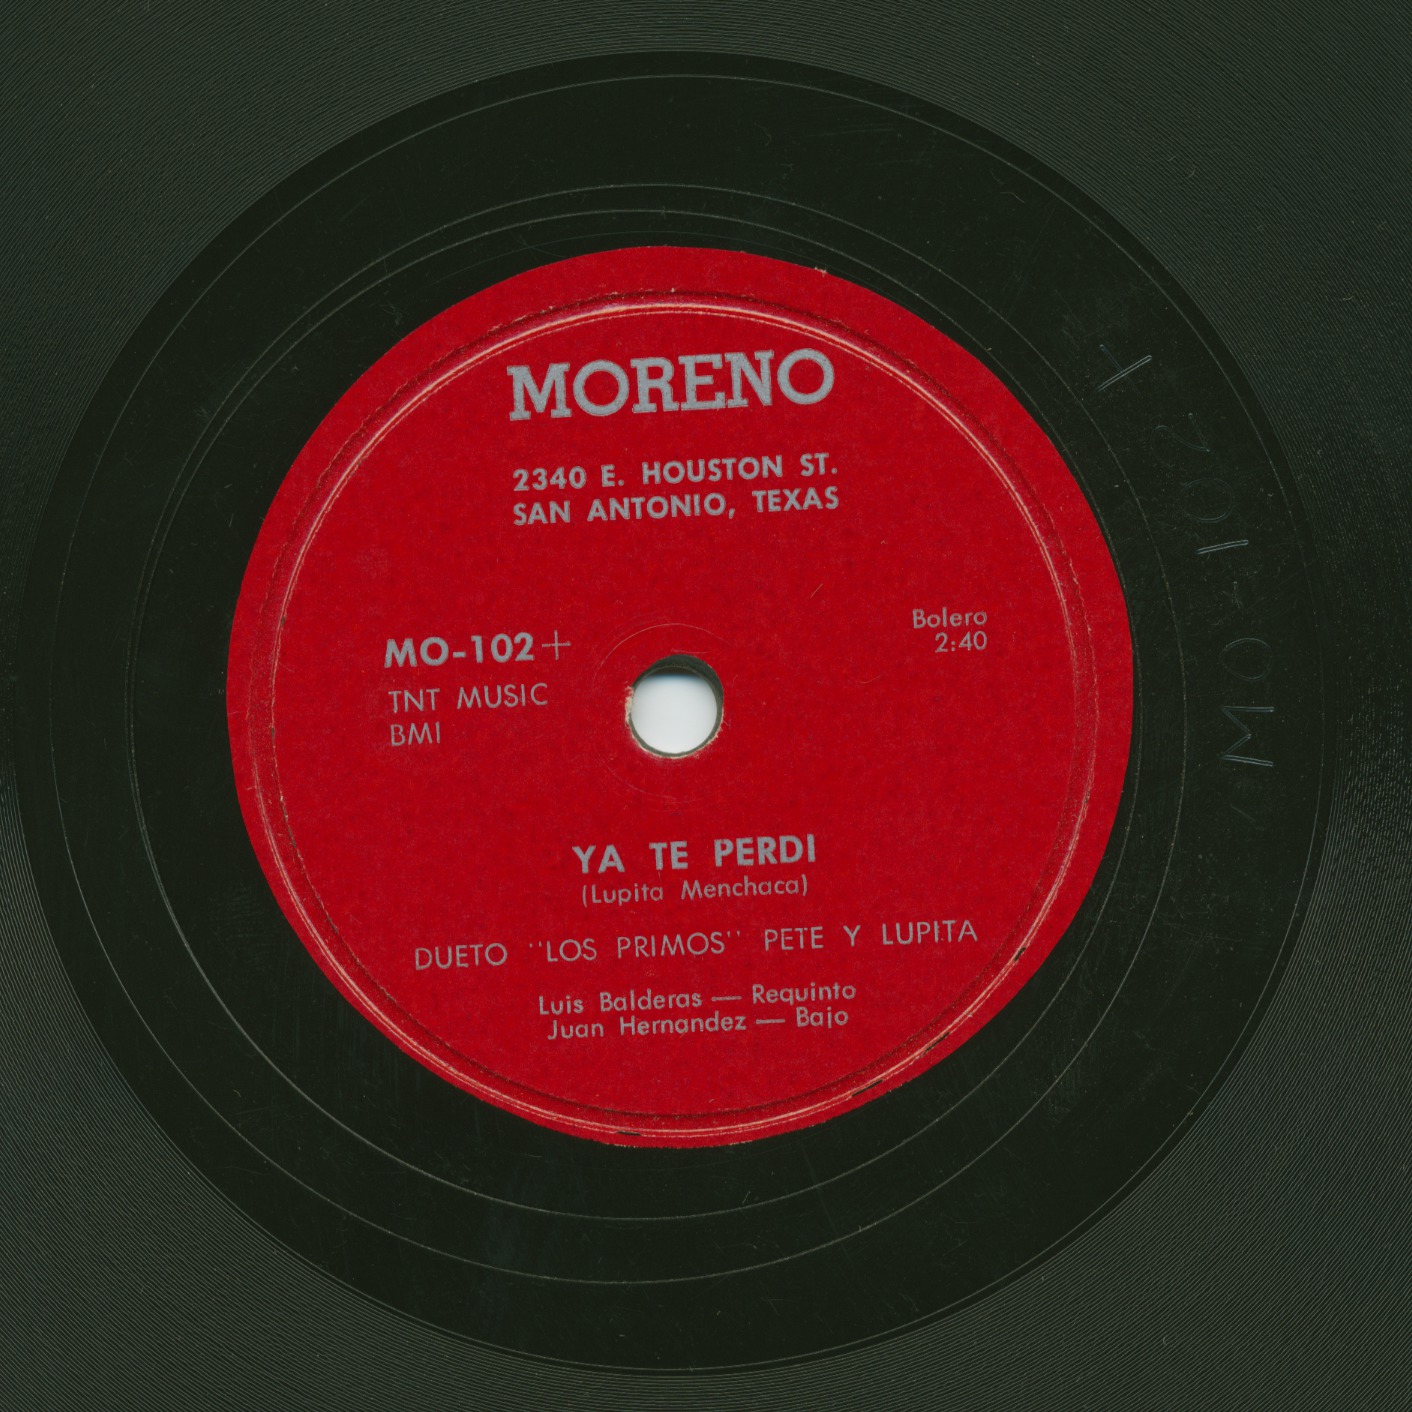 MORENO
2340 E. HOUSTON ST.
SAN ANTONIO, TEXAS
Bolero
2:40
MO-102+
TNT MUSIC
BMI
YA TE PERDI
(Lupita Menchaca)
DUETO "LOS PRIMOS" PETE Y LUPITA
Luis Balderas — Requinto
Juan Hernandez — Bajo
MO-102+